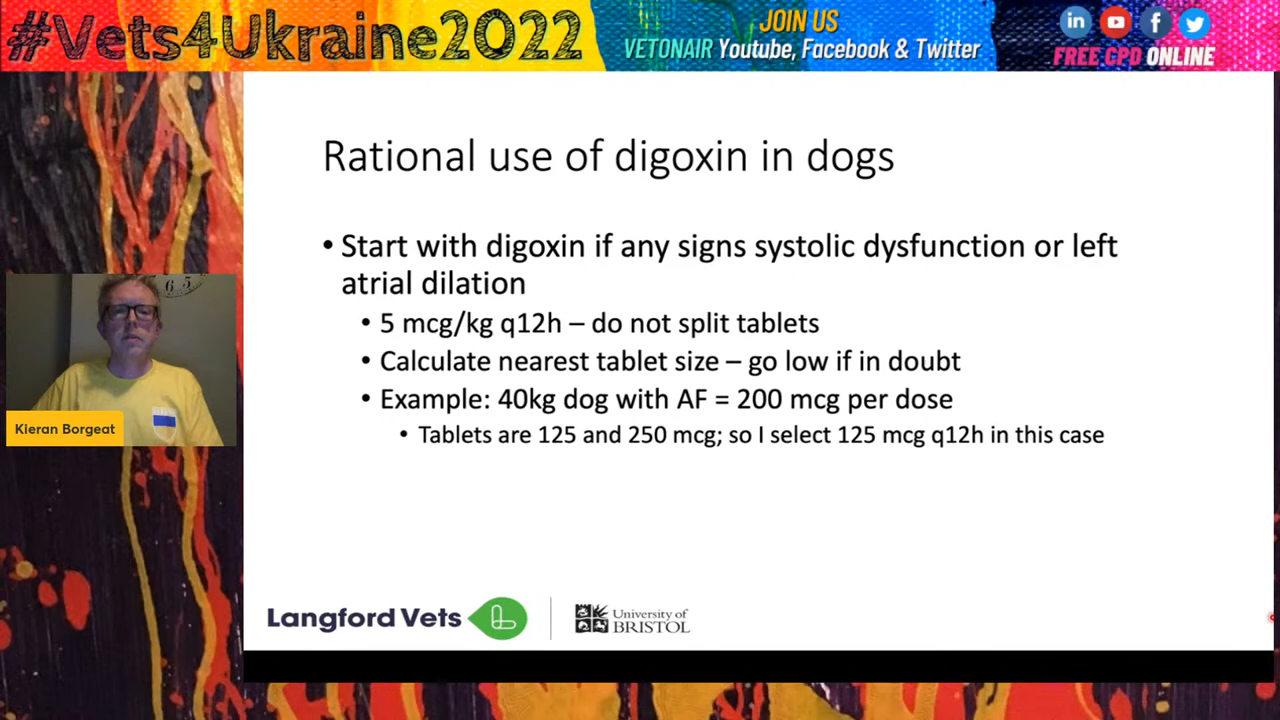 #Vets4Ukraine2022
JOIN US
VETONAIR Youtube, Facebook & Twitter
FREE CPD ONLINE
Rational use of digoxin in dogs
• Start with digoxin if any signs systolic dysfunction or left
atrial dilation
• 5 mcg/kg q12h – do not split tablets
• Calculate nearest tablet size – go low if in doubt
• Example: 40kg dog with AF = 200 mcg per dose
• Tablets are 125 and 250 mcg; so I select 125 mcg q12h in this case
6 5
Kieran Borgeat
Langford Vets
University of
BRISTOL